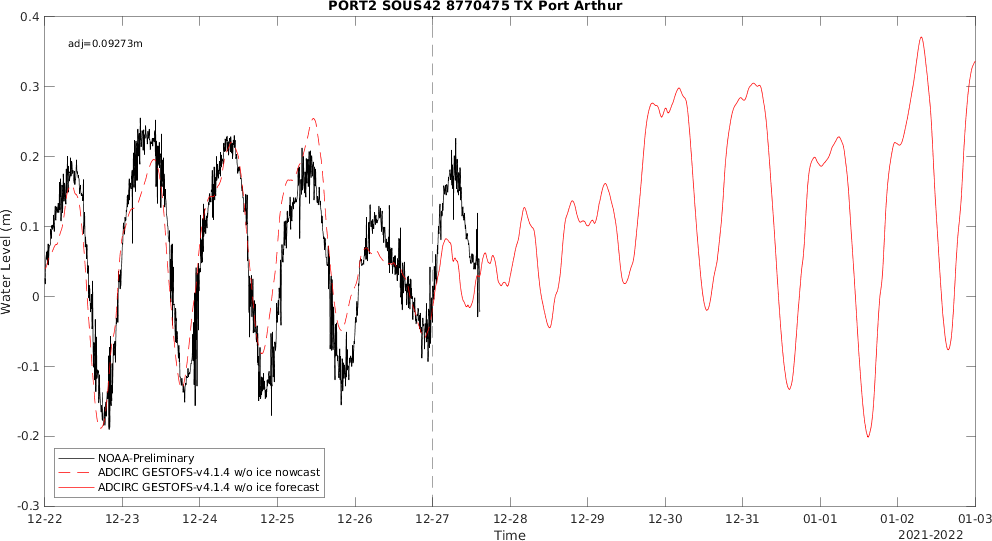 PORT2 SOUS42 8770475 TX Port Arthur
adj=0.09273m
0.4
0.3
0.2
0.1
0
-0.1
-0.2
-0.3
Water Level (m)
NOAA-Preliminary
ADCIRC GESTOFS-v4.1.4 w/o ice nowcast
ADCIRC GESTOFS-v4.1.4 w/o ice forecast
12-22 12-23 12-24 12-25 12-26 12-27 12-28 12-29 12-30 12-31 01-01 01-02 01-03
Time
2021-2022